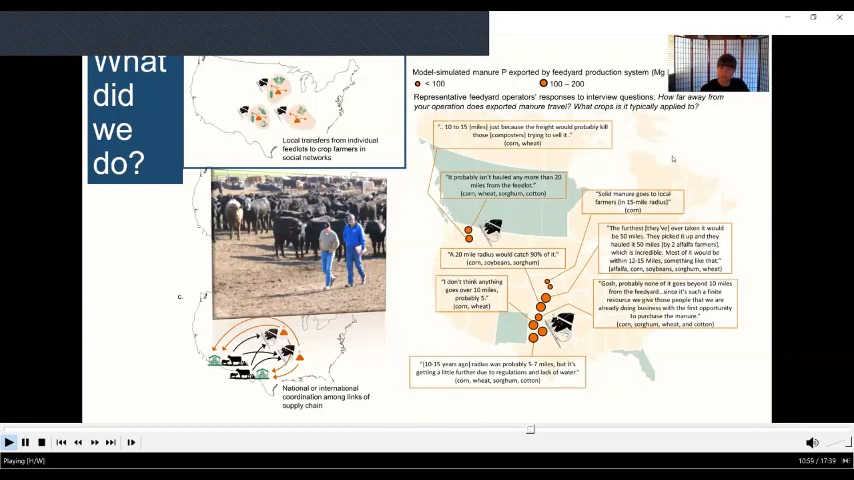 What
did
we
do?
Local transfers from individual
feedlots to crop farmers in
social networks
c.
National or international
coordination among links of
supply chain
Model-simulated manure P exported by feedyard production system (Mg
< 100
100 – 200
Representative feedyard operators' responses to interview questions: How far away from
your operation does exported manure travel? What crops is it typically applied to?
".. 10 to 15 [miles] just because the freight would probably kill
those [composters] trying to sell it ."
(corn, wheat)
"It probably isn't hauled any more than 20
miles from the feedlot."
(corn, wheat, sorghum, cotton)
"Solid manure goes to local
farmers [in 15-mile radius]"
(corn)
"The furthest [they've] ever taken it would
be 50 miles. They picked it up and they
hauled it 50 miles [by 2 alfalfa farmers],
which is incredible. Most of it would be
within 12-15 Miles, something like that."
(alfalfa, corn, soybeans, sorghum, wheat)
"A 20 mile radius would catch 90% of it."
(corn, soybeans, sorghum)
"I don't think anything
goes over 10 miles,
probably 5."
(corn, wheat)
"Gosh, probably none of it goes beyond 10 miles
from the feedyard...since it's such a finite
resource we give those people that we are
already doing business with the first opportunity
to purchase the manure."
(corn, sorghum, wheat, and cotton)
"[10-15 years ago] radius was probably 5-7 miles, but it's
getting a little further due to regulations and lack of water."
(corn, wheat, sorghum, cotton)
Playing [H/W]
10:59 / 17:39